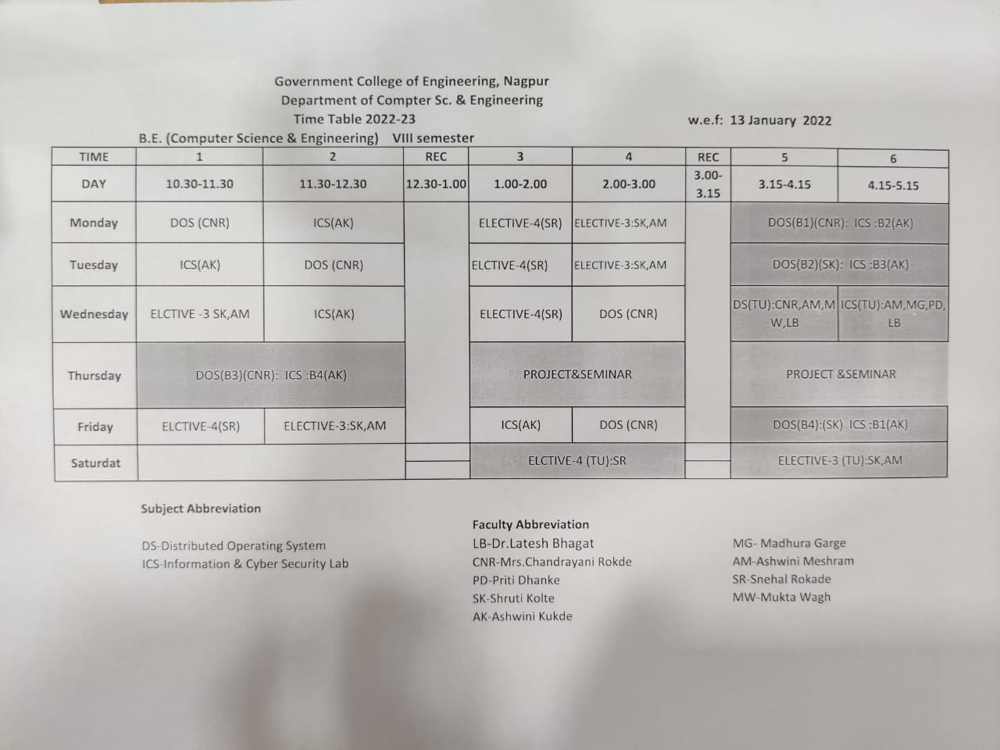 Government College of Engineering, Nagpur
Department of Compter Sc. & Engineering
Time Table 2022-23
w.e.f: 13 January 2022
B.E. (Computer Science & Engineering) VIII semester
TIME 1 2 REC 3 4 REC 5 6
DAY 10.30-11.30 11.30-12.30 12.30-1.00 1.00-2.00 2.00-3.00 3.00-3.15 3.15-4.15 4.15-5.15
Monday DOS (CNR) ICS(AK) ELECTIVE-4(SR) ELECTIVE-3:SK,AM DOS(B1)(CNR): ICS :B2(AK)
Tuesday ICS(AK) DOS (CNR) ELCTIVE-4(SR) ELECTIVE-3:SK,AM DOS(B2)(SK): ICS :B3(AK)
Wednesday ELCTIVE -3 SK,AM ICS(AK) ELECTIVE-4(SR) DOS (CNR) DS(TU):CNR,AM,MW,LB ICS(TU):AM,MG,PD,LB
Thursday DOS(B3)(CNR): ICS :B4(AK) PROJECT&SEMINAR PROJECT &SEMINAR
Friday ELCTIVE-4(SR) ELECTIVE-3:SK,AM ICS(AK) DOS (CNR) DOS(B4):(SK) ICS :B1(AK)
Saturdat ELCTIVE-4 (TU):SR ELECTIVE-3 (TU):SK,AM
Subject Abbreviation
DS-Distributed Operating System
ICS-Information & Cyber Security Lab
Faculty Abbreviation
LB-Dr.Latesh Bhagat
CNR-Mrs.Chandrayani Rokde
PD-Priti Dhanke
SK-Shruti Kolte
AK-Ashwini Kukde
MG- Madhura Garge
AM-Ashwini Meshram
SR-Snehal Rokade
MW-Mukta Wagh